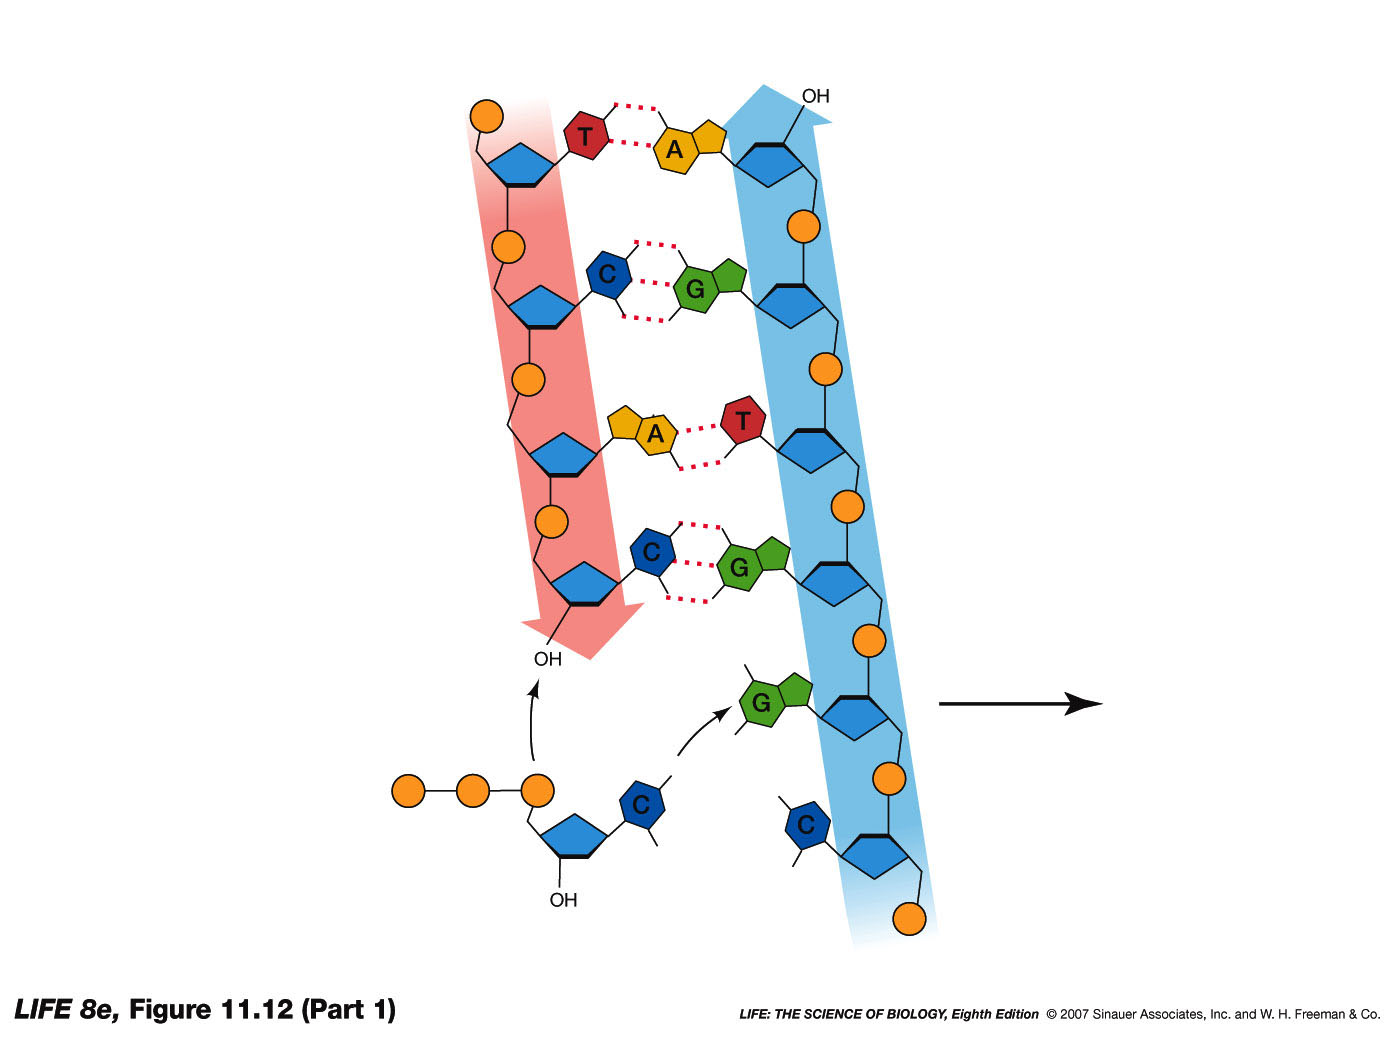 OH
T A
C G
A T
C G
OH
G
C
C
OH
LIFE 8e, Figure 11.12 (Part 1)
LIFE: THE SCIENCE OF BIOLOGY, Eighth Edition © 2007 Sinauer Associates, Inc. and W. H. Freeman & Co.